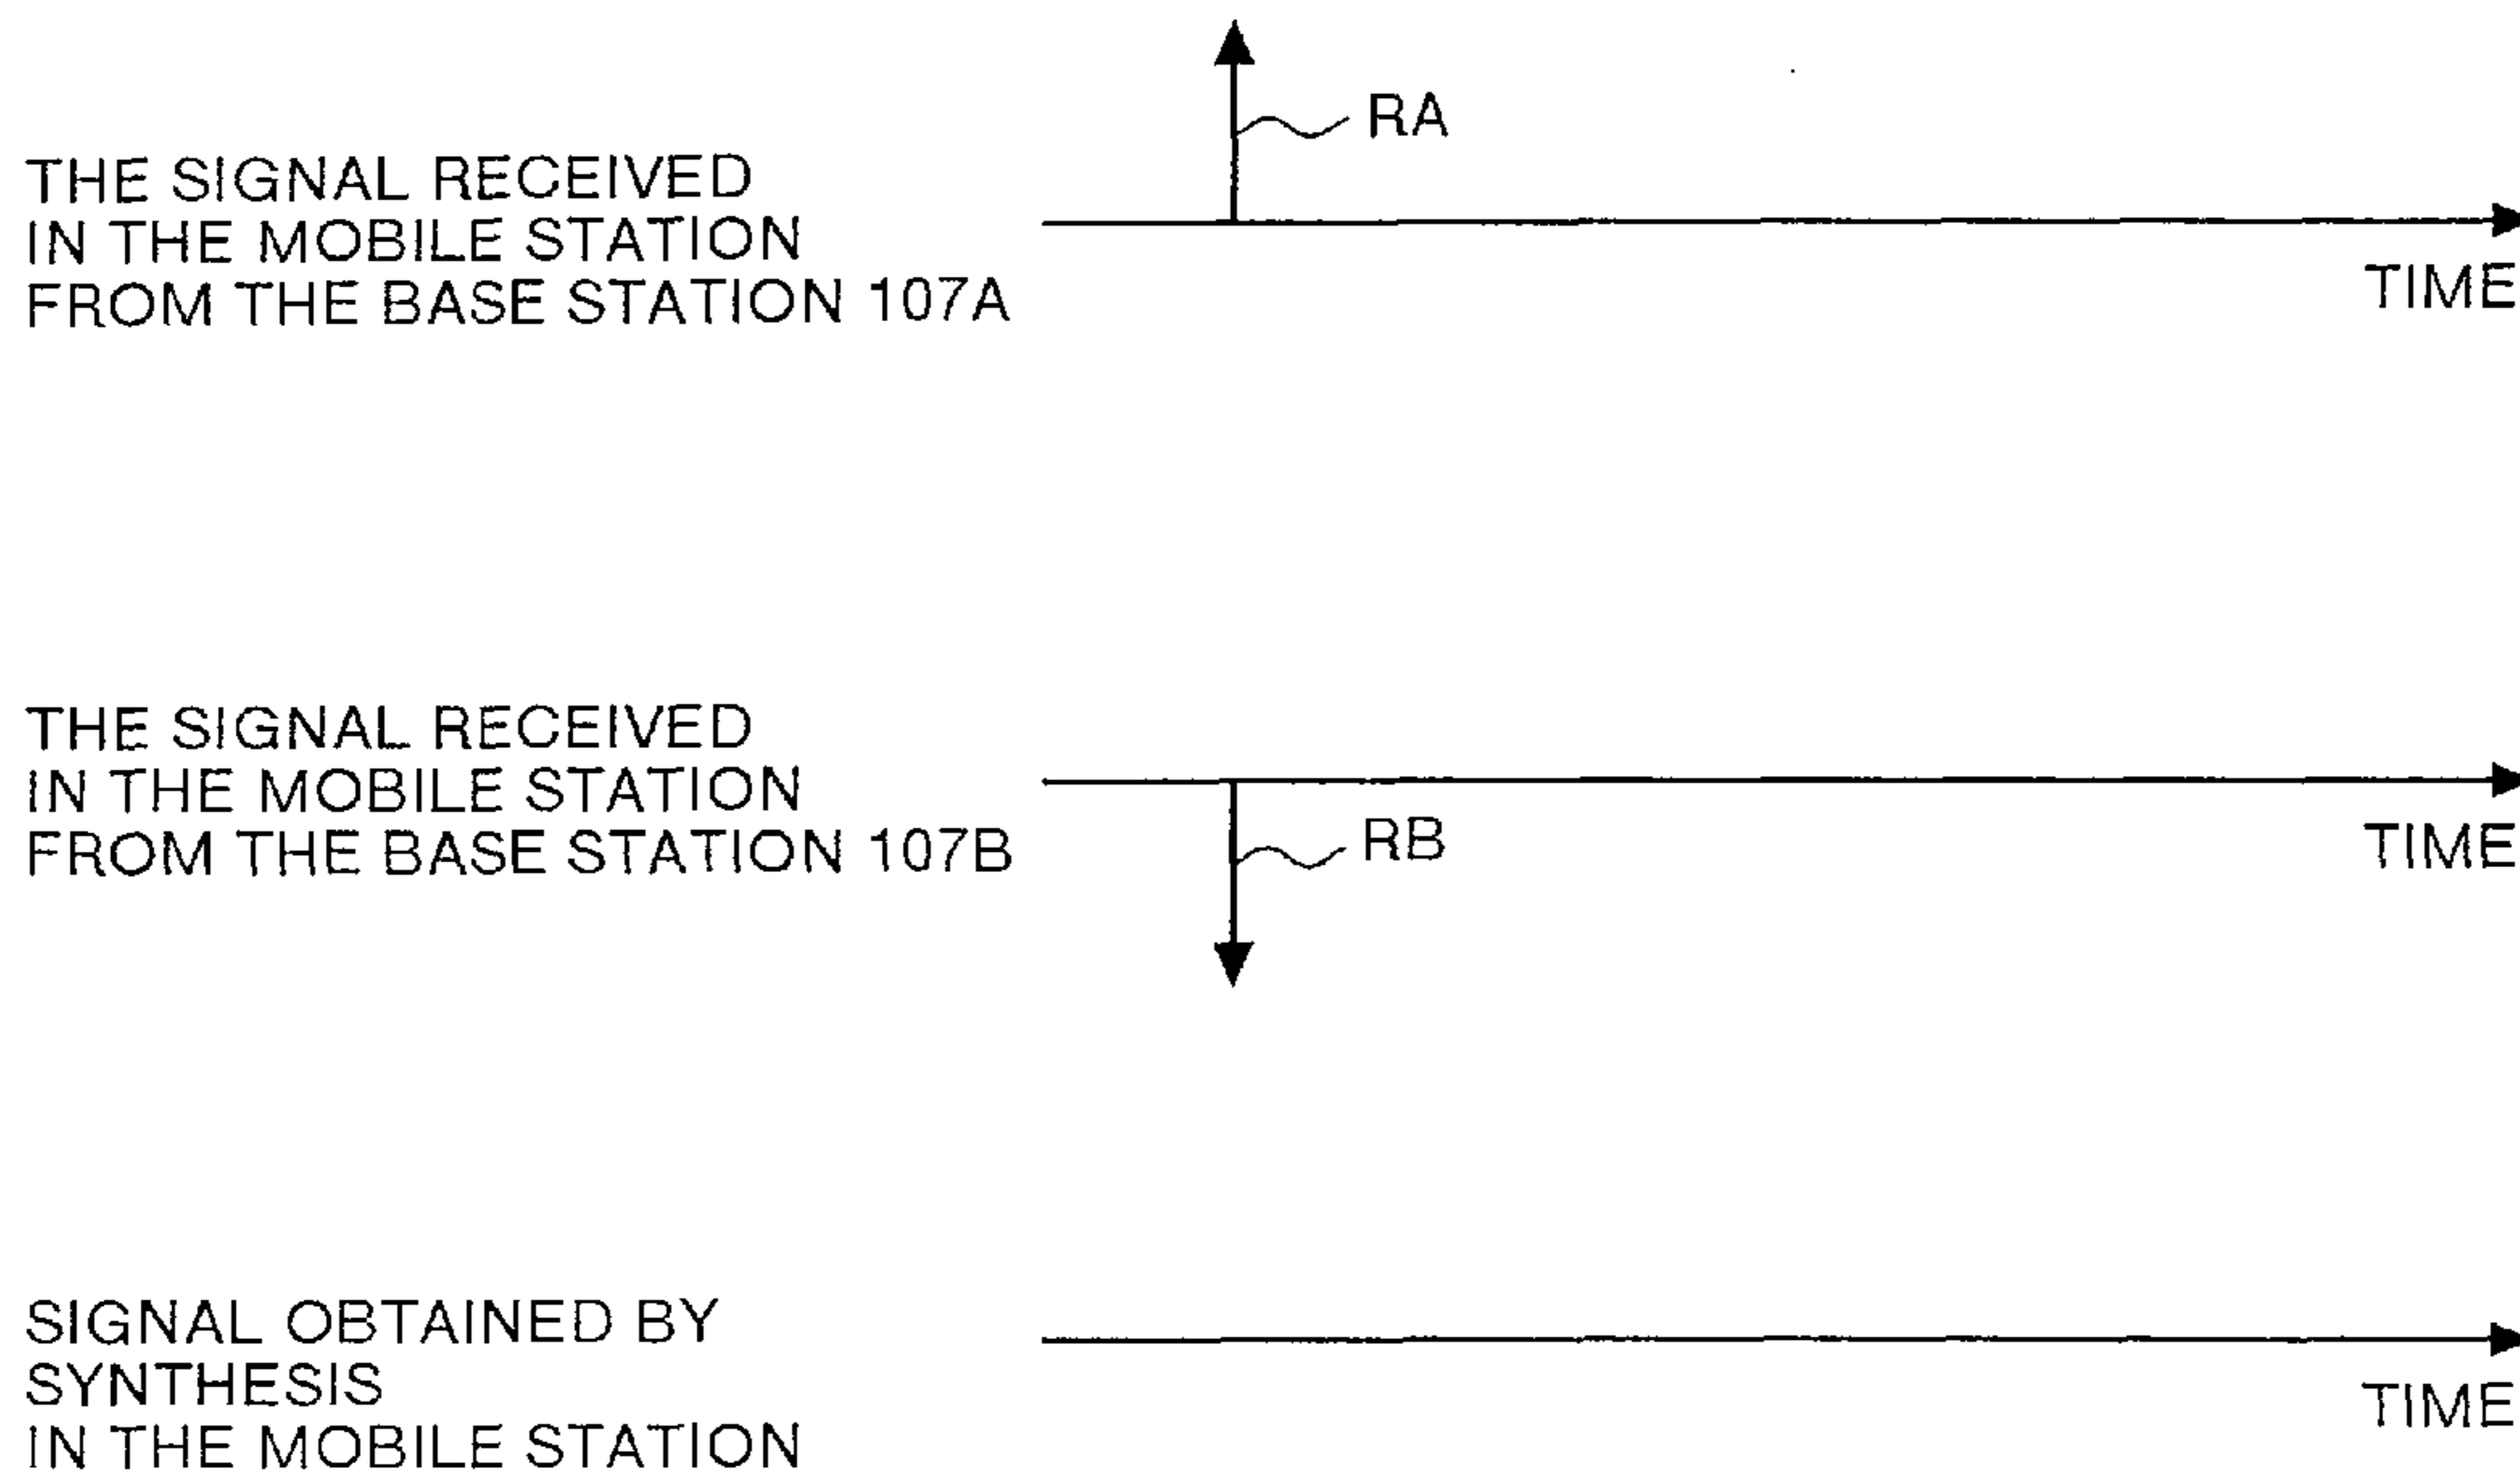 RA
THE SIGNAL RECEIVED
IN THE MOBILE STATION
FROM THE BASE STATION 107A
TIME
THE SIGNAL RECEIVED
IN THE MOBILE STATION
FROM THE BASE STATION 107B
RB
TIME
SIGNAL OBTAINED BY
SYNTHESIS
IN THE MOBILE STATION
TIME